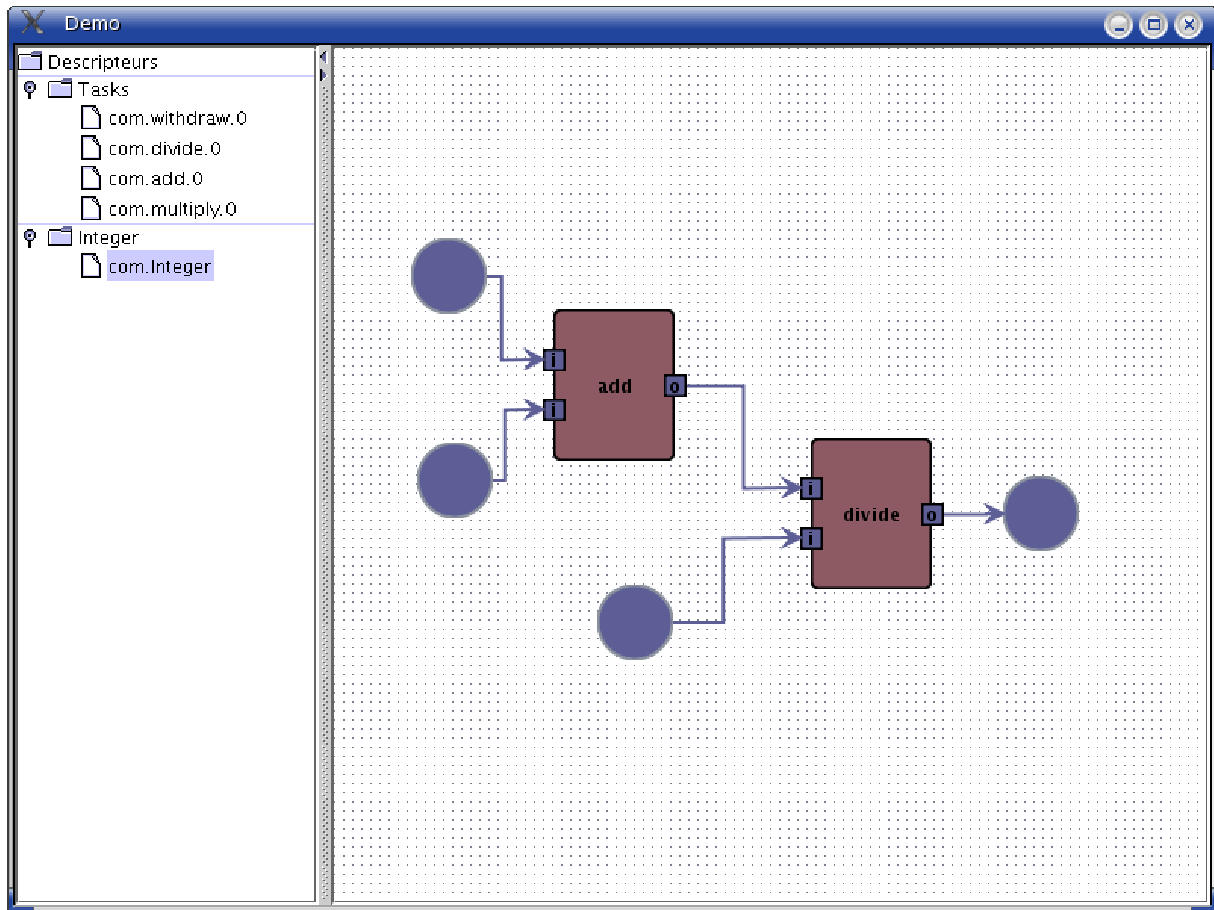 Demo
Descripteurs
Tasks
com.withdraw.0
com.divide.0
com.add.0
com.multiply.0
Integer
com.Integer
i
add
o
i
i
divide
o
i